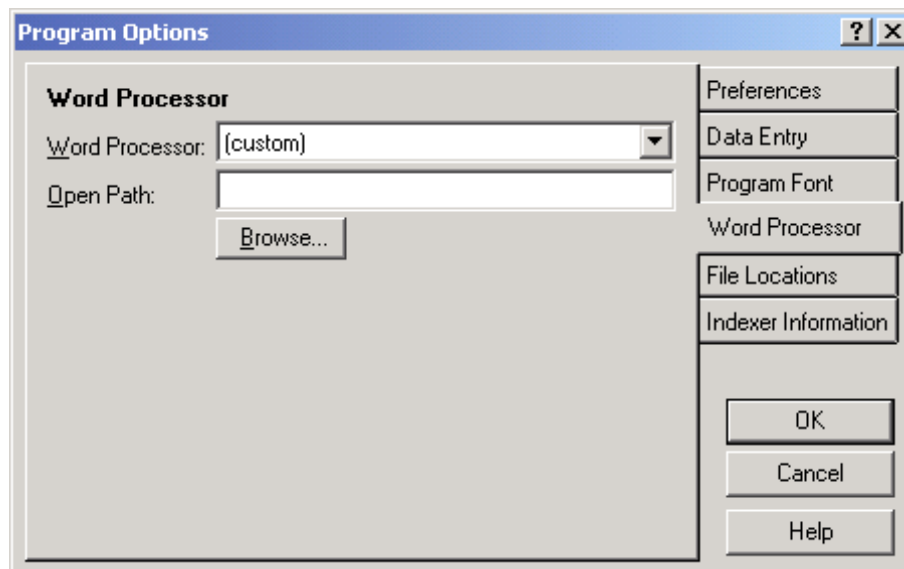 Program Options
Word Processor
Word Processor: (custom)
Open Path:
Browse...
Preferences
Data Entry
Program Font
Word Processor
File Locations
Indexer Information
OK
Cancel
Help